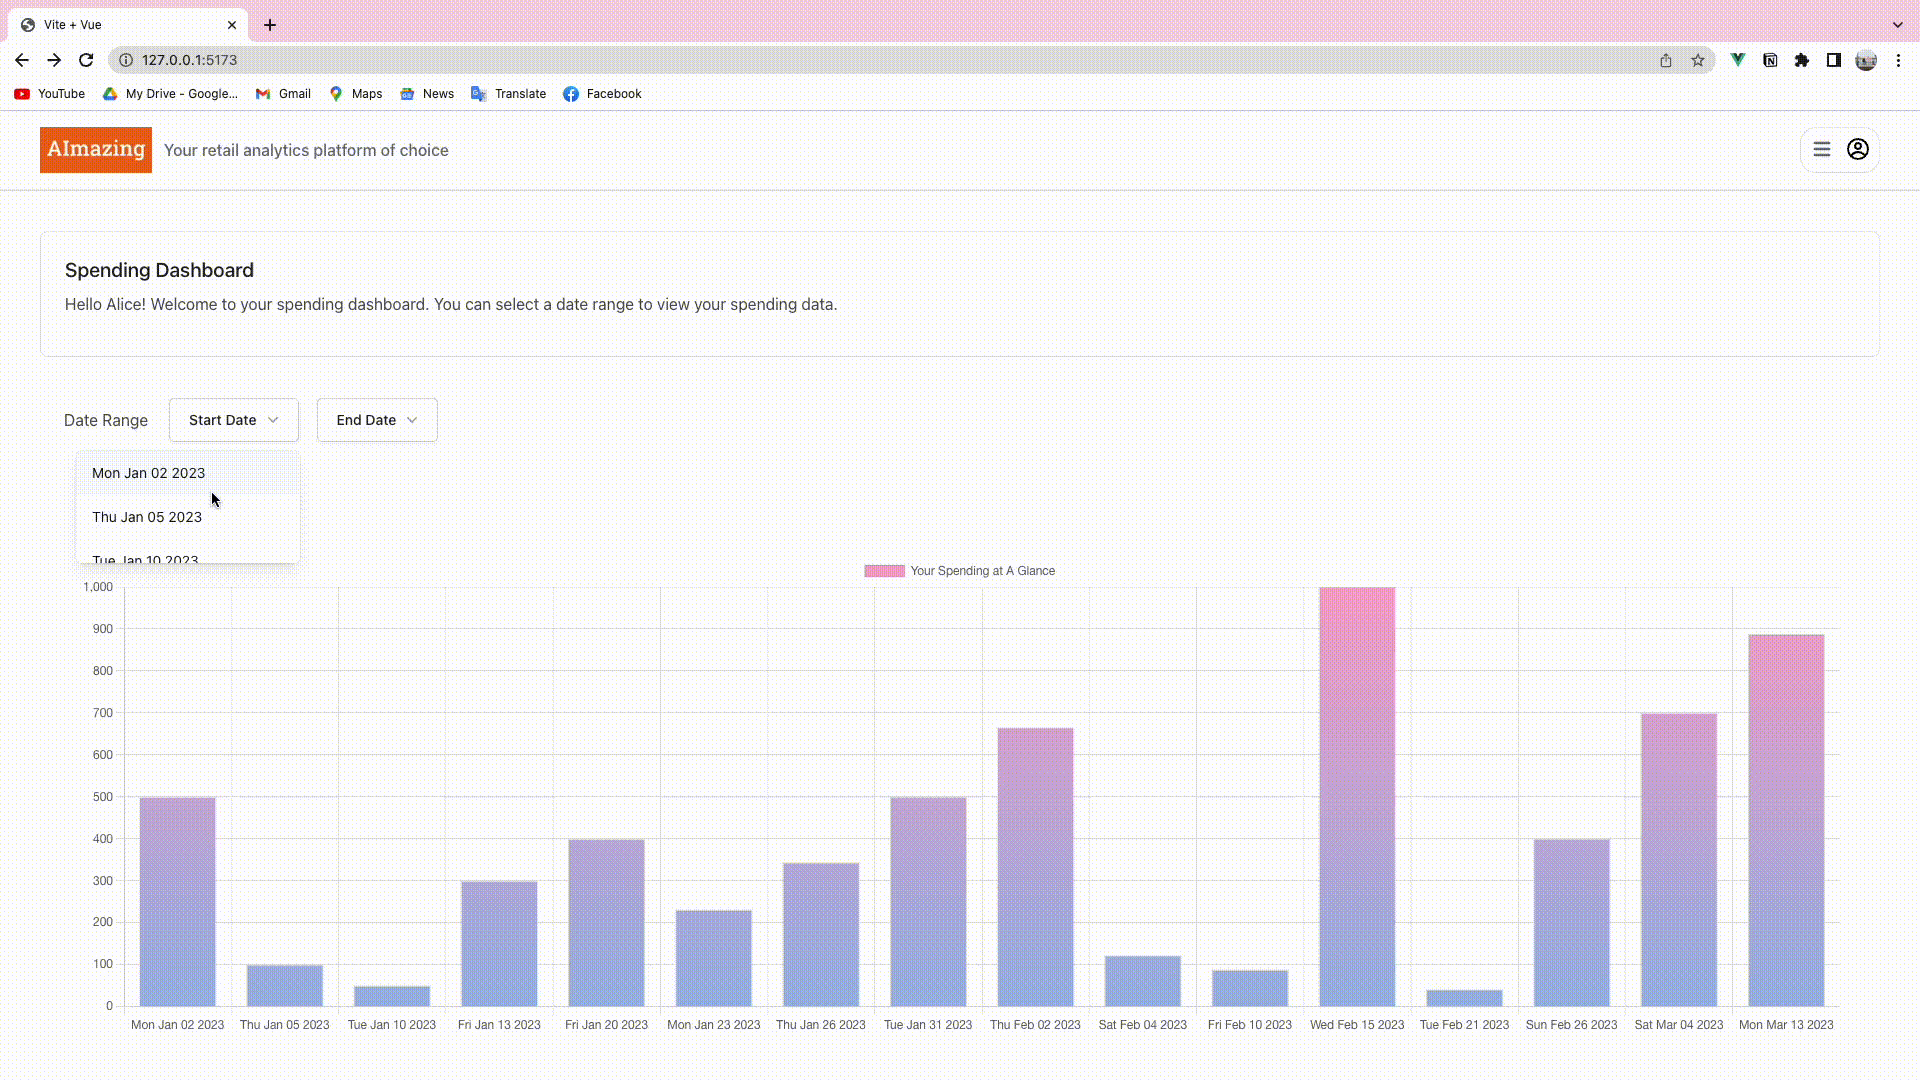 Vite + Vue
127.0.0.1:5173
YouTube
My Drive - Google...
Gmail
Maps
News
Translate
Facebook
AImazing
Your retail analytics platform of choice
Spending Dashboard
Hello Alice! Welcome to your spending dashboard. You can select a date range to view your spending data.
Date Range
Start Date
End Date
Mon Jan 02 2023
Thu Jan 05 2023
Tue Jan 10 2023
Your Spending at A Glance
1,000
900
800
700
600
500
400
300
200
100
0
Mon Jan 02 2023
Thu Jan 05 2023
Tue Jan 10 2023
Fri Jan 13 2023
Fri Jan 20 2023
Mon Jan 23 2023
Thu Jan 26 2023
Tue Jan 31 2023
Thu Feb 02 2023
Sat Feb 04 2023
Fri Feb 10 2023
Wed Feb 15 2023
Tue Feb 21 2023
Sun Feb 26 2023
Sat Mar 04 2023
Mon Mar 13 2023